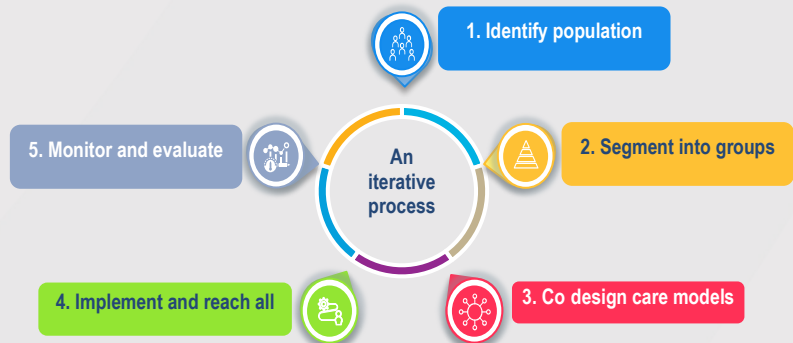 1. Identify population
2. Segment into groups
3. Co design care models
4. Implement and reach all
5. Monitor and evaluate
An
iterative
process